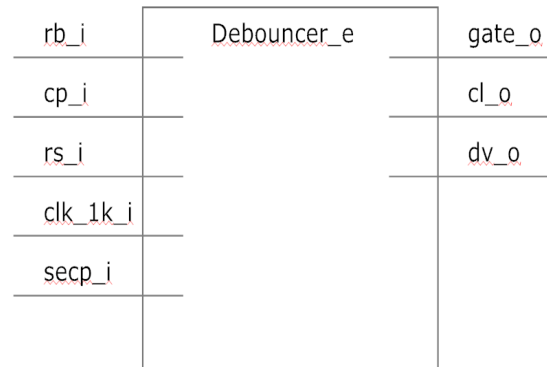 rb_i Debouncer_e gate_o
cp_i cl_o
rs_i dv_o
clk_1k_i
secp_i